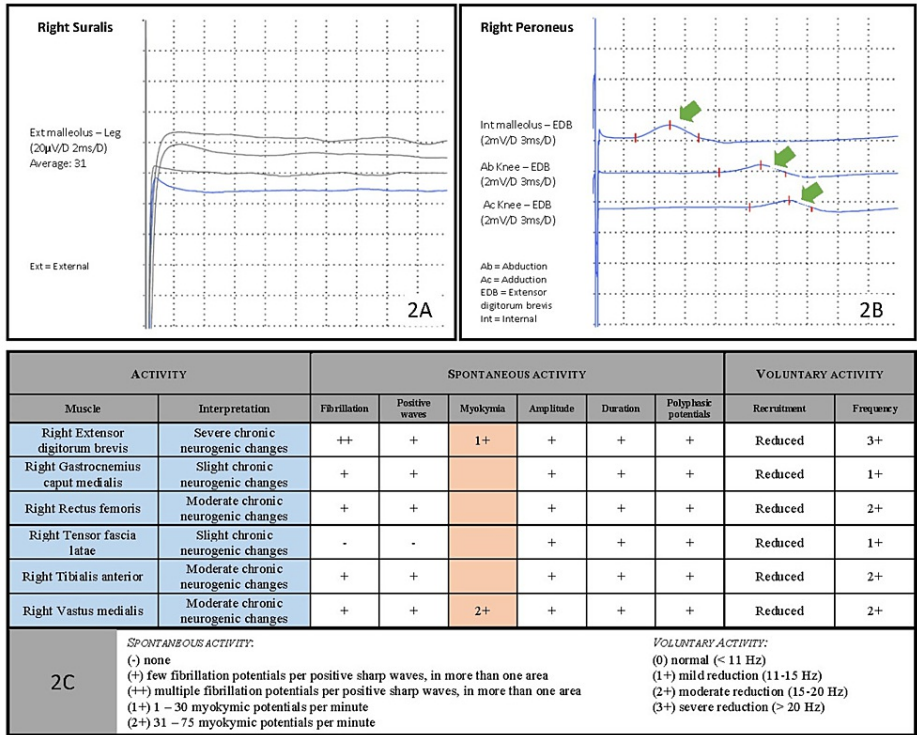 Right Suralis
Ext malleolus – Leg
(20µV/D 2ms/D)
Average: 31
Ext = External
2A
Right Peroneus
Int malleolus – EDB
(2mV/D 3ms/D)
Ab Knee – EDB
(2mV/D 3ms/D)
Ac Knee – EDB
(2mV/D 3ms/D)
Ab = Abduction
Ac = Adduction
EDB = Extensor
digitorum brevis
Int = Internal
2B
ACTIVITY SPONTANEOUS ACTIVITY VOLUNTARY ACTIVITY
Muscle Interpretation Fibrillation Positive waves Myokymia Amplitude Duration Polyphasic potentials Recruitment Frequency
Right Extensor digitorum brevis Severe chronic neurogenic changes ++ + 1+ + + + Reduced 3+
Right Gastrocnemius caput medialis Slight chronic neurogenic changes + + + + + Reduced 1+
Right Rectus femoris Moderate chronic neurogenic changes + + + + + Reduced 2+
Right Tensor fascia latae Slight chronic neurogenic changes - - + + + Reduced 1+
Right Tibialis anterior Moderate chronic neurogenic changes + + + + + Reduced 2+
Right Vastus medialis Moderate chronic neurogenic changes + + 2+ + + + Reduced 2+
2C
SPONTANEOUS ACTIVITY:
(-) none
(+) few fibrillation potentials per positive sharp waves, in more than one area
(++) multiple fibrillation potentials per positive sharp waves, in more than one area
(1+) 1 – 30 myokymic potentials per minute
(2+) 31 – 75 myokymic potentials per minute
VOLUNTARY ACTIVITY:
(0) normal (< 11 Hz)
(1+) mild reduction (11-15 Hz)
(2+) moderate reduction (15-20 Hz)
(3+) severe reduction (> 20 Hz)